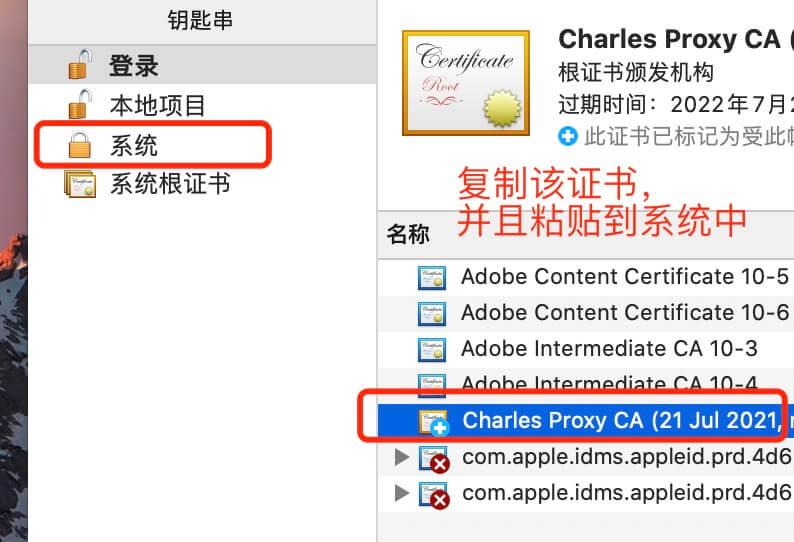 钥匙串
登录
本地项目
系统
系统根证书
Charles Proxy CA (
根证书颁发机构
过期时间：2022年7月2
此证书已标记为受此
复制该证书，
并且粘贴到系统中
名称
Adobe Content Certificate 10-5
Adobe Content Certificate 10-6
Adobe Intermediate CA 10-3
Adobe Intermediate CA 10-4
Charles Proxy CA (21 Jul 2021,
com.apple.idms.appleid.prd.4d6
com.apple.idms.appleid.prd.4d6